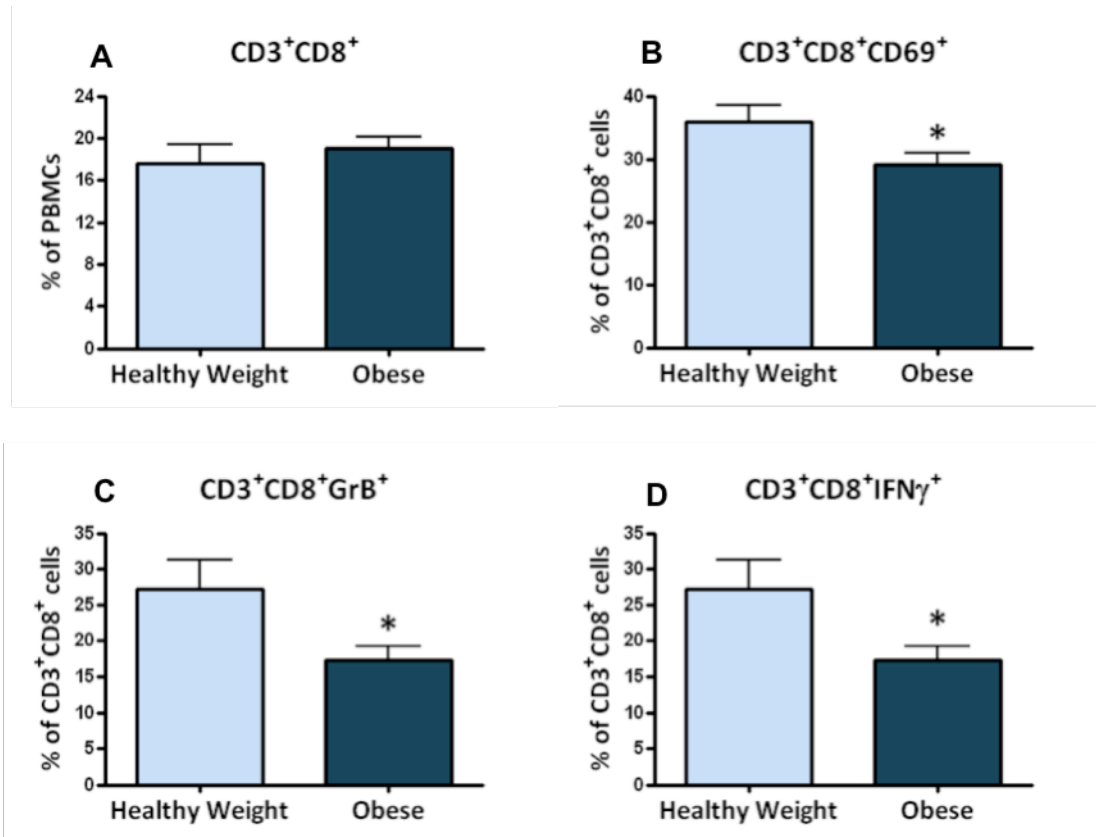 A
CD3⁺CD8⁺
% of PBMCs
24
20
16
12
8
4
0
Healthy Weight Obese
B
CD3⁺CD8⁺CD69⁺
% of CD3⁺CD8⁺ cells
40
30
20
10
0
*
Healthy Weight Obese
C
CD3⁺CD8⁺GrB⁺
% of CD3⁺CD8⁺ cells
35
30
25
20
15
10
5
0
*
Healthy Weight Obese
D
CD3⁺CD8⁺IFNγ⁺
% of CD3⁺CD8⁺ cells
35
30
25
20
15
10
5
0
*
Healthy Weight Obese